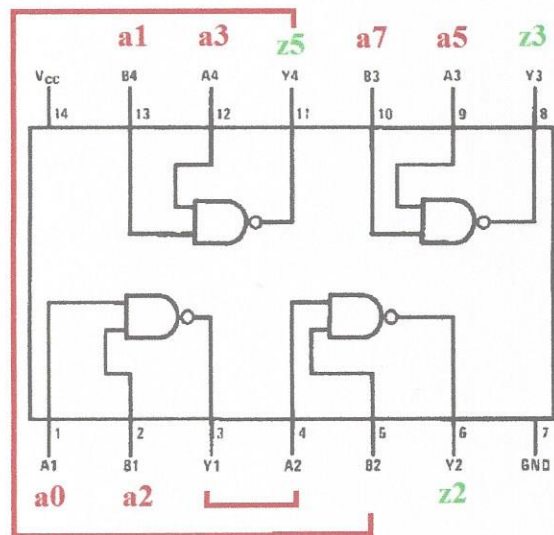 a1 a3 z5 a7 a5 z3
VCC B4 A4 Y4 B3 A3 Y3
14 13 12 11 10 9 8
1 2 3 4 5 6 7
A1 B1 Y1 A2 B2 Y2 GND
a0 a2 z2